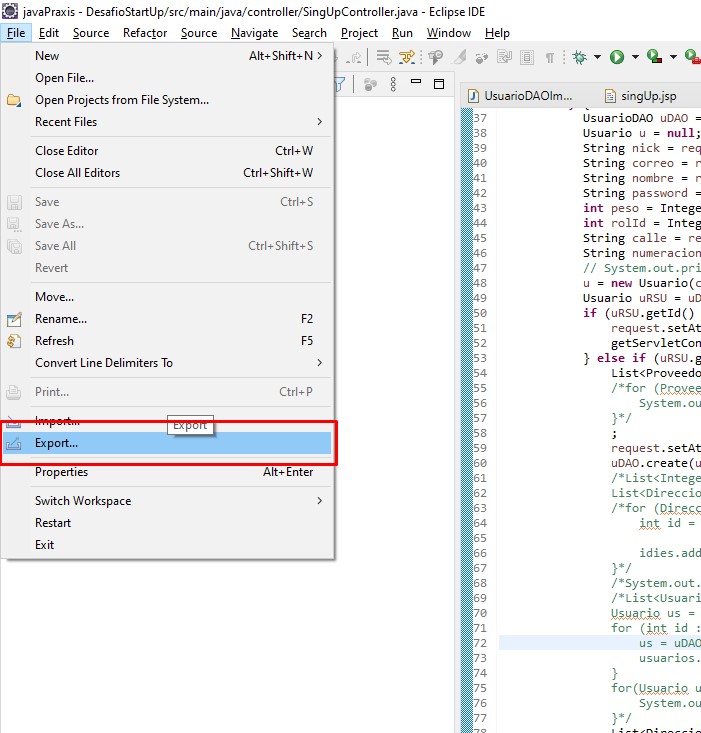 javaPraxis - DesafioStartUp/src/main/java/controller/SingUpController.java - Eclipse IDE
File Edit Source Refactor Source Navigate Search Project Run Window Help
New Alt+Shift+N >
Open File...
Open Projects from File System...
Recent Files >
Close Editor Ctrl+W
Close All Editors Ctrl+Shift+W
Save Ctrl+S
Save As...
Save All Ctrl+Shift+S
Revert
Move...
Rename... F2
Refresh F5
Convert Line Delimiters To >
Print... Ctrl+P
Import...
Export
Export...
Properties Alt+Enter
Switch Workspace >
Restart
Exit
UsuarioDAOIm... singUp.jsp
37 UsuarioDAO uDAO =
38 Usuario u = null;
39 String nick = req
40 String correo = r
41 String nombre = r
42 String password =
43 int peso = Intege
44 int rolId = Integ
45 String calle = re
46 String numeracion
47 // System.out.pri
48 u = new Usuario(c
49 Usuario uRSU = uD
50 if (uRSU.getId()
51 request.setAt
52 getServletCon
53 } else if (uRSU.g
54 List<Proveedo
55 /*for (Provee
56 System.ou
57 }*/
58 ;
59 request.setAt
60 uDAO.create(u
61 /*List<Intege
62 List<Direccio
63 /*for (Direcc
64 int id =
65
66 idies.add
67 }*/
68 /*System.out.
69 /*List<Usuari
70 Usuario us =
71 for (int id :
72 us = uDAO
73 usuarios.
74 }
75 for(Usuario u
76 System.ou
77 }*/
78 List<Direccio